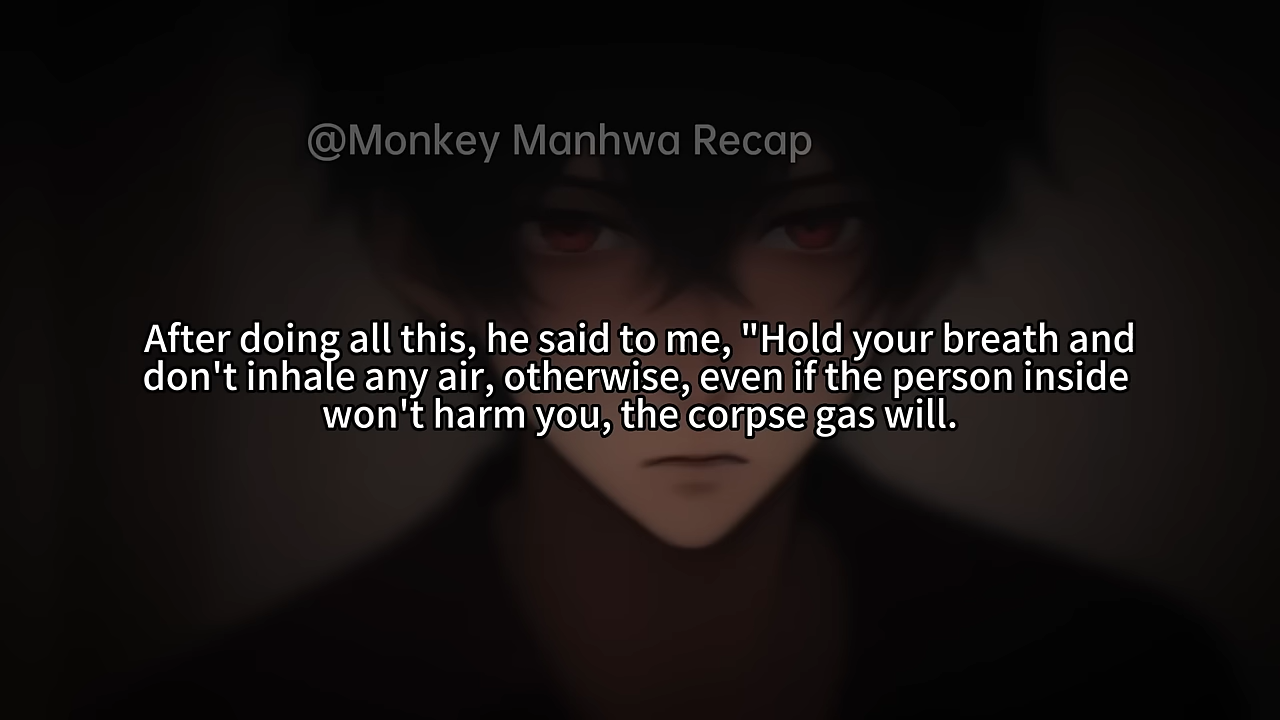 @Monkey Manhwa Recap
After doing all this, he said to me, "Hold your breath and
don't inhale any air, otherwise, even if the person inside
won't harm you, the corpse gas will.